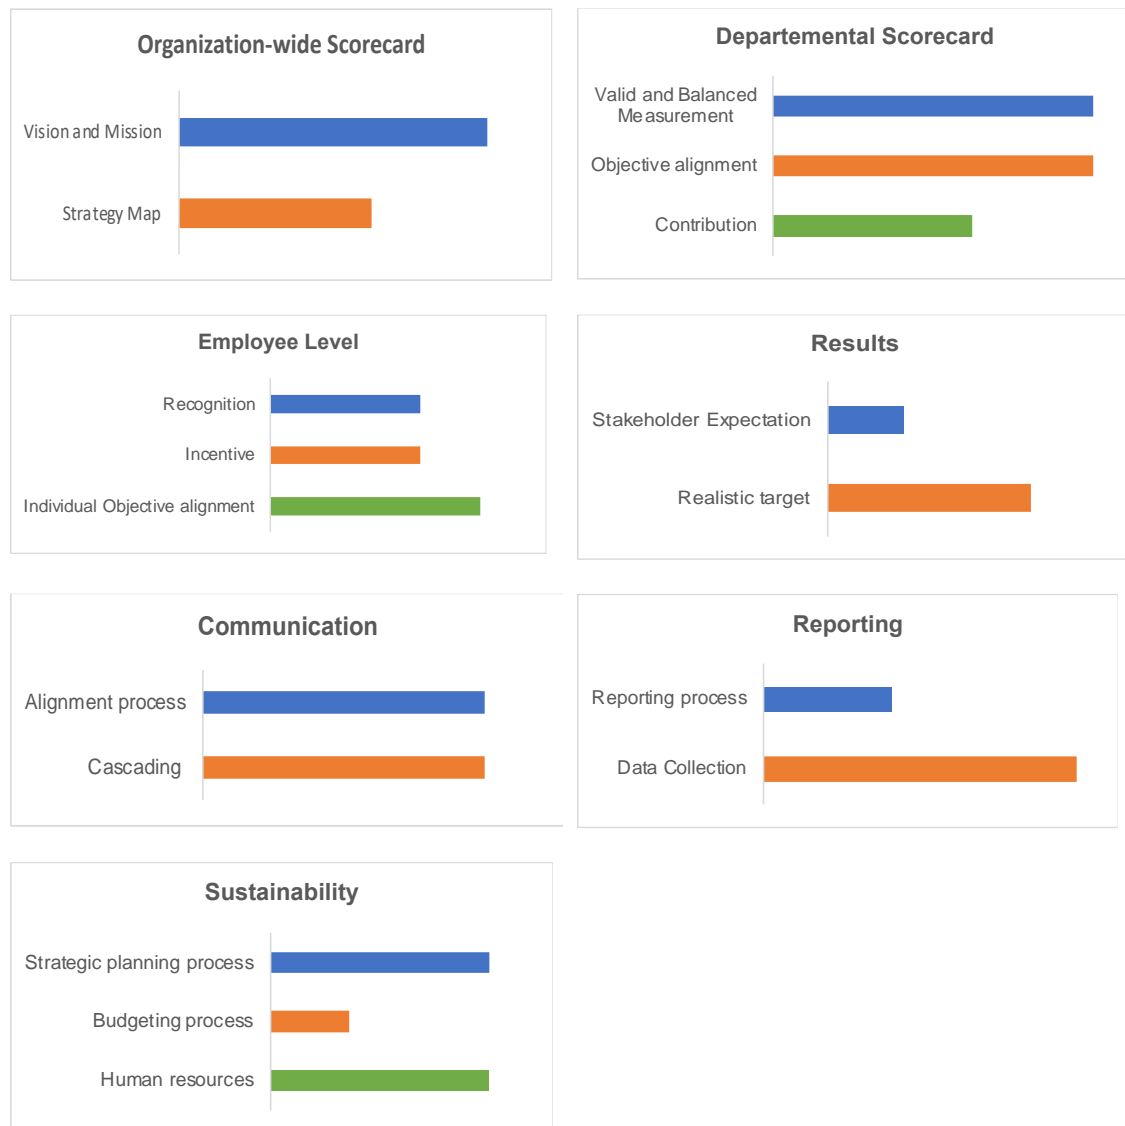 Organization-wide Scorecard
Vision and Mission
Strategy Map
Departemental Scorecard
Valid and Balanced
Measurement
Objective alignment
Contribution
Employee Level
Recognition
Incentive
Individual Objective alignment
Results
Stakeholder Expectation
Realistic target
Communication
Alignment process
Cascading
Reporting
Reporting process
Data Collection
Sustainability
Strategic planning process
Budgeting process
Human resources